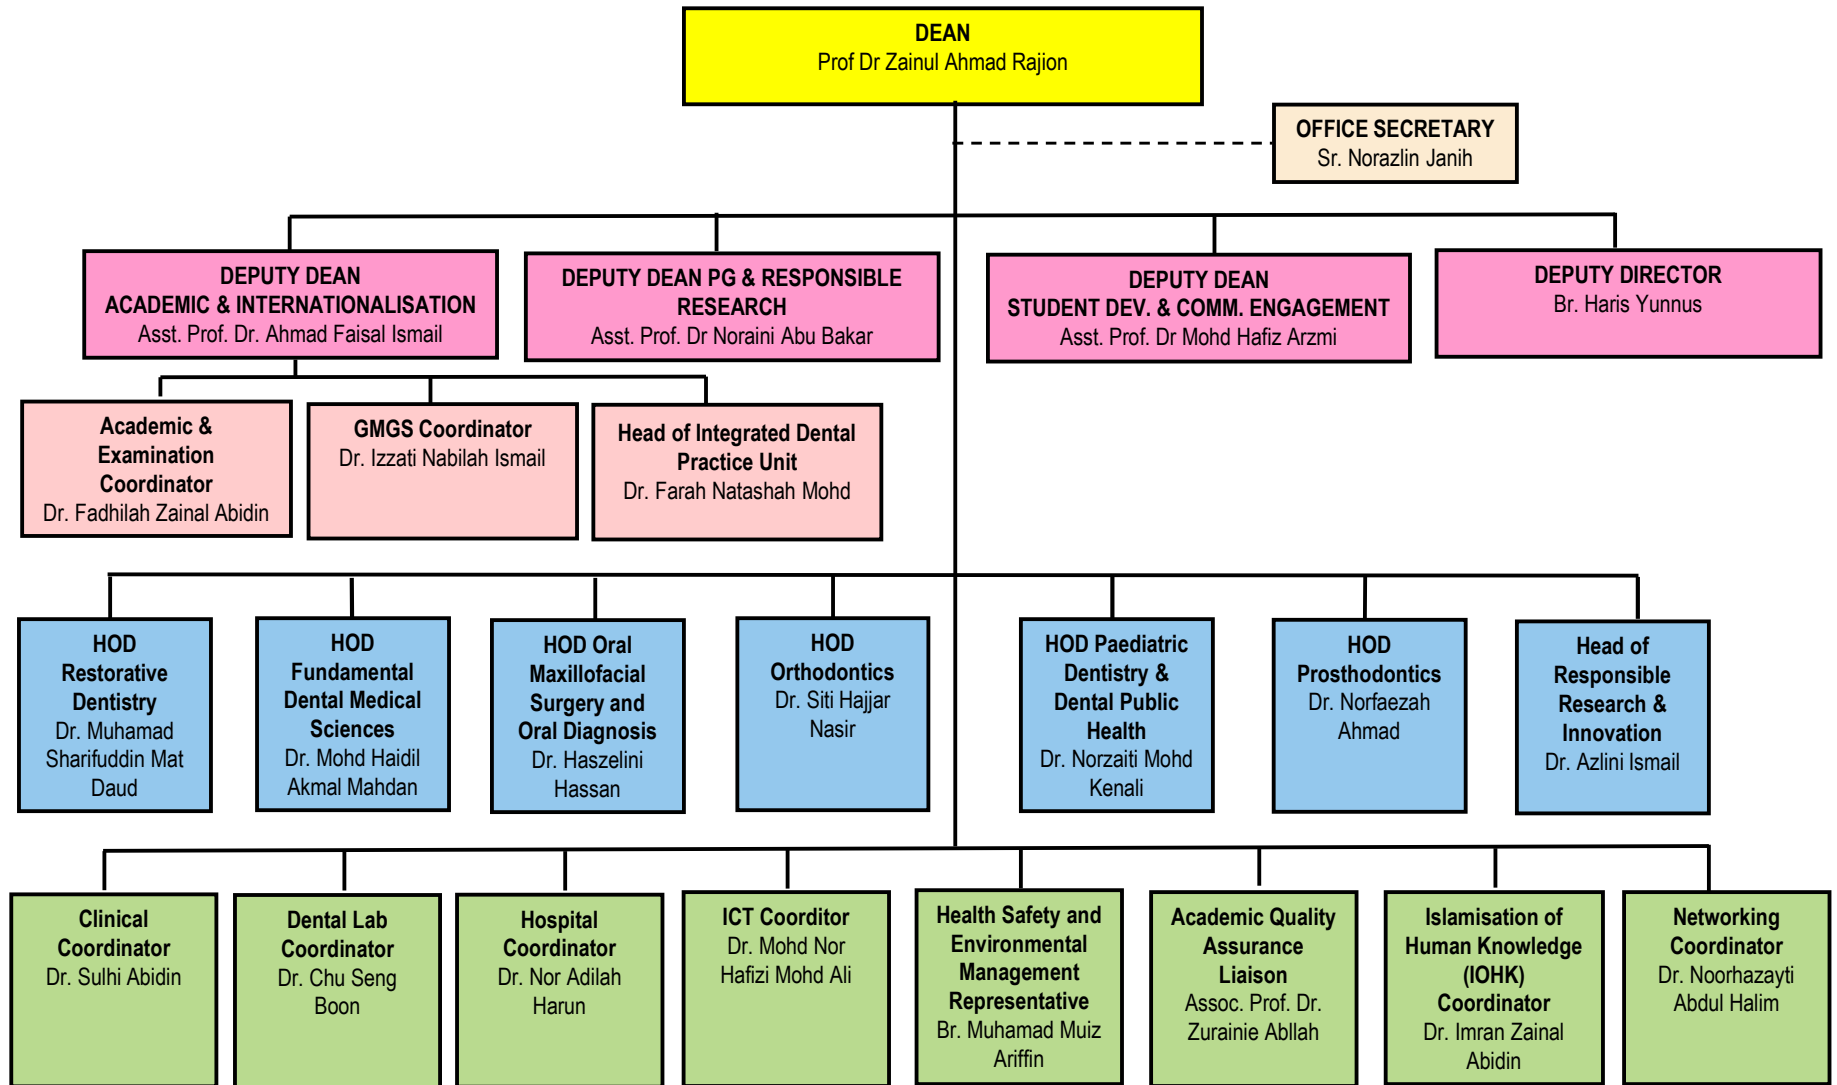 DEAN
Prof Dr Zainul Ahmad Rajion
OFFICE SECRETARY
Sr. Norazlin Janih
DEPUTY DEAN
ACADEMIC & INTERNATIONALISATION
Asst. Prof. Dr. Ahmad Faisal Ismail
DEPUTY DEAN PG & RESPONSIBLE
RESEARCH
Asst. Prof. Dr Noraini Abu Bakar
DEPUTY DEAN
STUDENT DEV. & COMM. ENGAGEMENT
Asst. Prof. Dr Mohd Hafiz Arzmi
DEPUTY DIRECTOR
Br. Haris Yunnus
Academic &
Examination
Coordinator
Dr. Fadhilah Zainal Abidin
GMGS Coordinator
Dr. Izzati Nabilah Ismail
Head of Integrated Dental
Practice Unit
Dr. Farah Natashah Mohd
HOD
Restorative
Dentistry
Dr. Muhamad
Sharifuddin Mat
Daud
HOD
Fundamental
Dental Medical
Sciences
Dr. Mohd Haidil
Akmal Mahdan
HOD Oral
Maxillofacial
Surgery and
Oral Diagnosis
Dr. Haszelini
Hassan
HOD
Orthodontics
Dr. Siti Hajjar
Nasir
HOD Paediatric
Dentistry &
Dental Public
Health
Dr. Norzaiti Mohd
Kenali
HOD
Prosthodontics
Dr. Norfaezah
Ahmad
Head of
Responsible
Research &
Innovation
Dr. Azlini Ismail
Clinical
Coordinator
Dr. Sulhi Abidin
Dental Lab
Coordinator
Dr. Chu Seng
Boon
Hospital
Coordinator
Dr. Nor Adilah
Harun
ICT Coorditor
Dr. Mohd Nor
Hafizi Mohd Ali
Health Safety and
Environmental
Management
Representative
Br. Muhamad Muiz
Ariffin
Academic Quality
Assurance
Liaison
Assoc. Prof. Dr.
Zurainie Abllah
Islamisation of
Human Knowledge
(IOHK)
Coordinator
Dr. Imran Zainal
Abidin
Networking
Coordinator
Dr. Noorhazayti
Abdul Halim